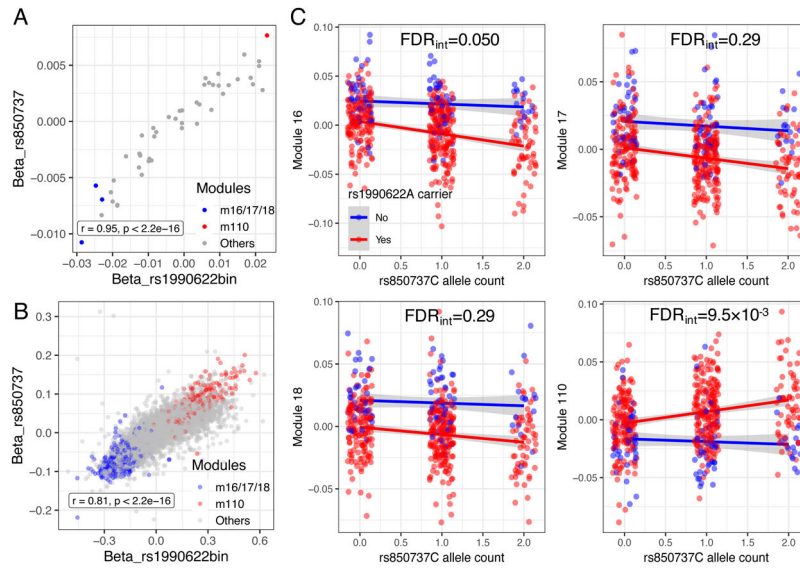 A
Beta_rs850737
0.005
0.000
−0.005
−0.010
Modules
m16/17/18
m110
Others
r = 0.95, p < 2.2e−16
−0.03
−0.02
−0.01
0.00
0.01
0.02
Beta_rs1990622bin
B
Beta_rs850737
0.3
0.2
0.1
0.0
−0.1
−0.2
Modules
m16/17/18
m110
Others
r = 0.81, p < 2.2e−16
−0.3
0.0
0.3
0.6
Beta_rs1990622bin
C
FDRint=0.050
Module 16
0.10
0.05
0.00
−0.05
−0.10
rs1990622A carrier
No
Yes
0.0
0.5
1.0
1.5
2.0
rs850737C allele count
FDRint=0.29
Module 17
0.05
0.00
−0.05
0.0
0.5
1.0
1.5
2.0
rs850737C allele count
FDRint=0.29
Module 18
0.10
0.05
0.00
−0.05
0.0
0.5
1.0
1.5
2.0
rs850737C allele count
FDRint=9.5×10-3
Module 110
0.10
0.05
0.00
−0.05
0.0
0.5
1.0
1.5
2.0
rs850737C allele count